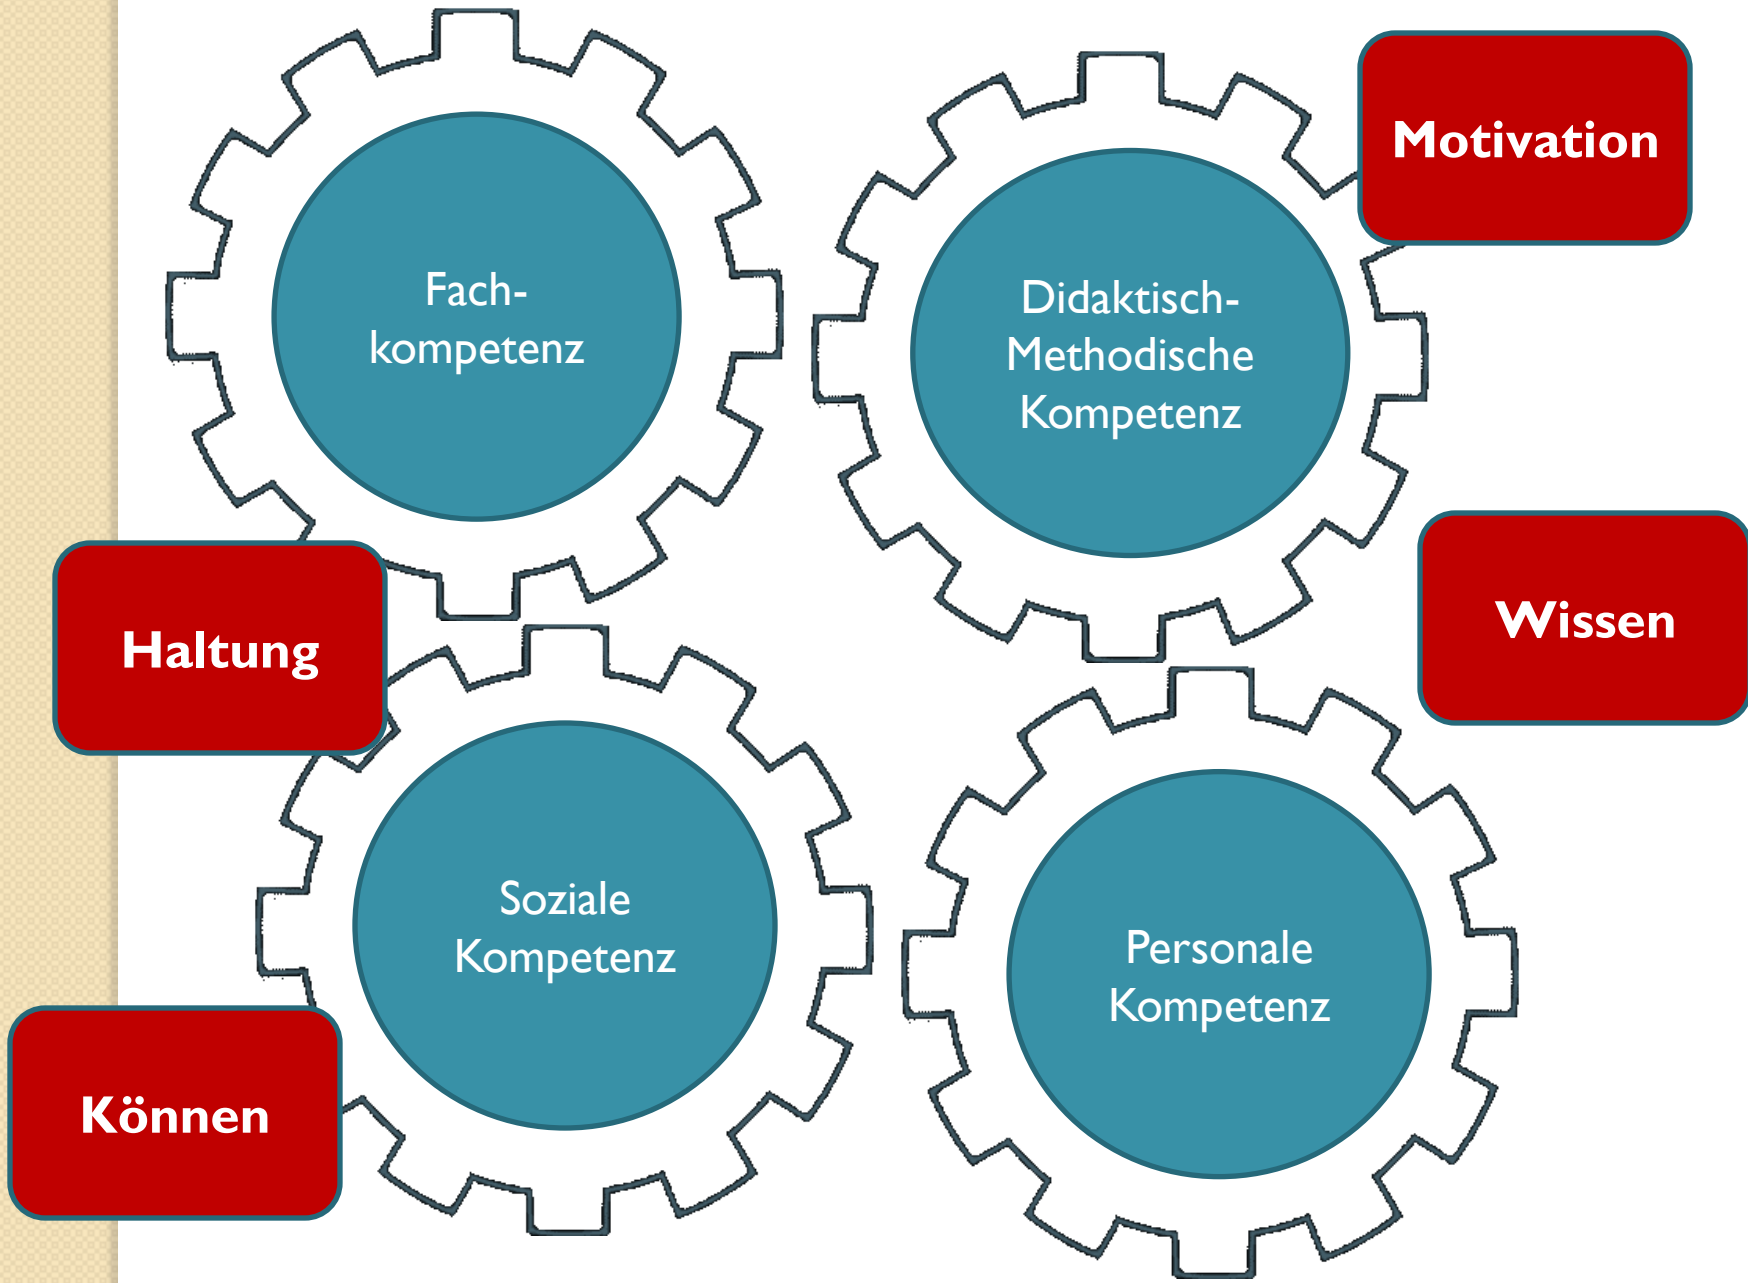 Motivation
Fach-
kompetenz
Didaktisch-
Methodische
Kompetenz
Haltung
Wissen
Soziale
Kompetenz
Personale
Kompetenz
Können